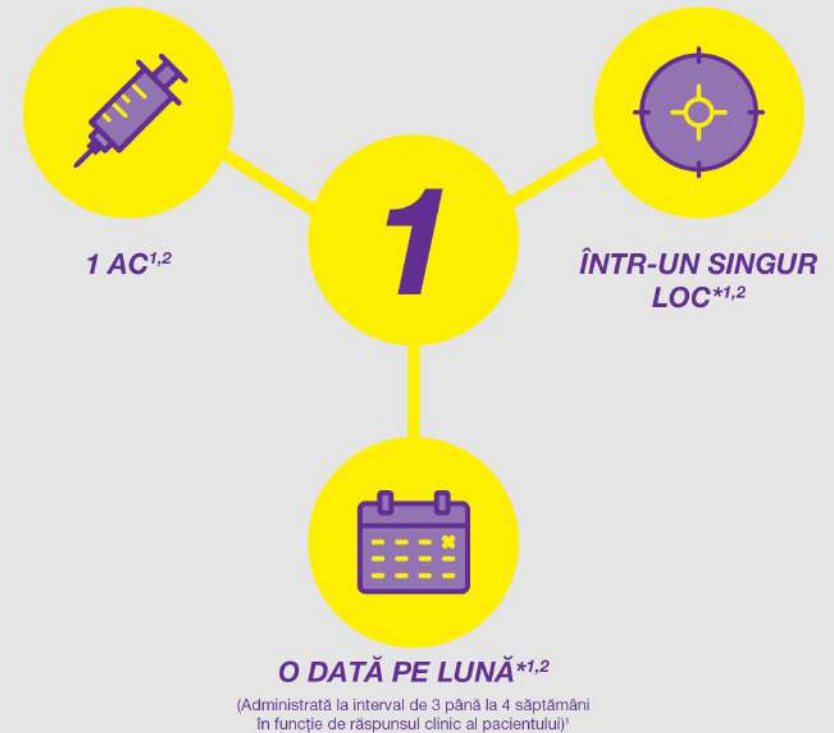 1
1 AC1,2
ÎNTR-UN SINGUR
LOC*1,2
O DATĂ PE LUNĂ*1,2
(Administrată la interval de 3 până la 4 săptămâni
în funcție de răspunsul clinic al pacientului)1